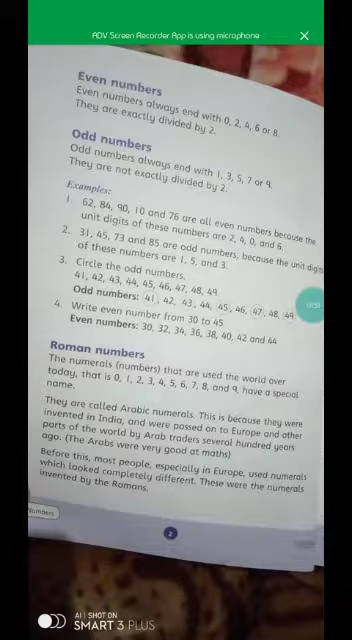 ADV Screen Recorder App is using microphone
Even numbers
Even numbers always end with 0, 2, 4, 6 or 8.
They are exactly divided by 2.
Odd numbers
Odd numbers always end with 1, 3, 5, 7 or 9.
They are not exactly divided by 2.
Examples:
1. 62, 84, 90, 10 and 76 are all even numbers because the
unit digits of these numbers are 2, 4, 0, and 6.
2. 31, 45, 73 and 85 are odd numbers, because the unit digits
of these numbers are 1, 5, and 3.
3. Circle the odd numbers.
41, 42, 43, 44, 45, 46, 47, 48, 49
Odd numbers: 41, 42, 43, 44, 45, 46, 47, 48, 49
4. Write even number from 30 to 45
Even numbers: 30, 32, 34, 36, 38, 40, 42 and 44
Roman numbers
The numerals (numbers) that are used the world over
today, that is 0, 1, 2, 3, 4, 5, 6, 7, 8, and 9, have a special
name.
They are called Arabic numerals. This is because they were
invented in India, and were passed on to Europe and other
parts of the world by Arab traders several hundred years
ago. (The Arabs were very good at maths)
Before this, most people, especially in Europe, used numerals
which looked completely different. These were the numerals
invented by the Romans.
Numbers
2
AI | SHOT ON
SMART 3 PLUS